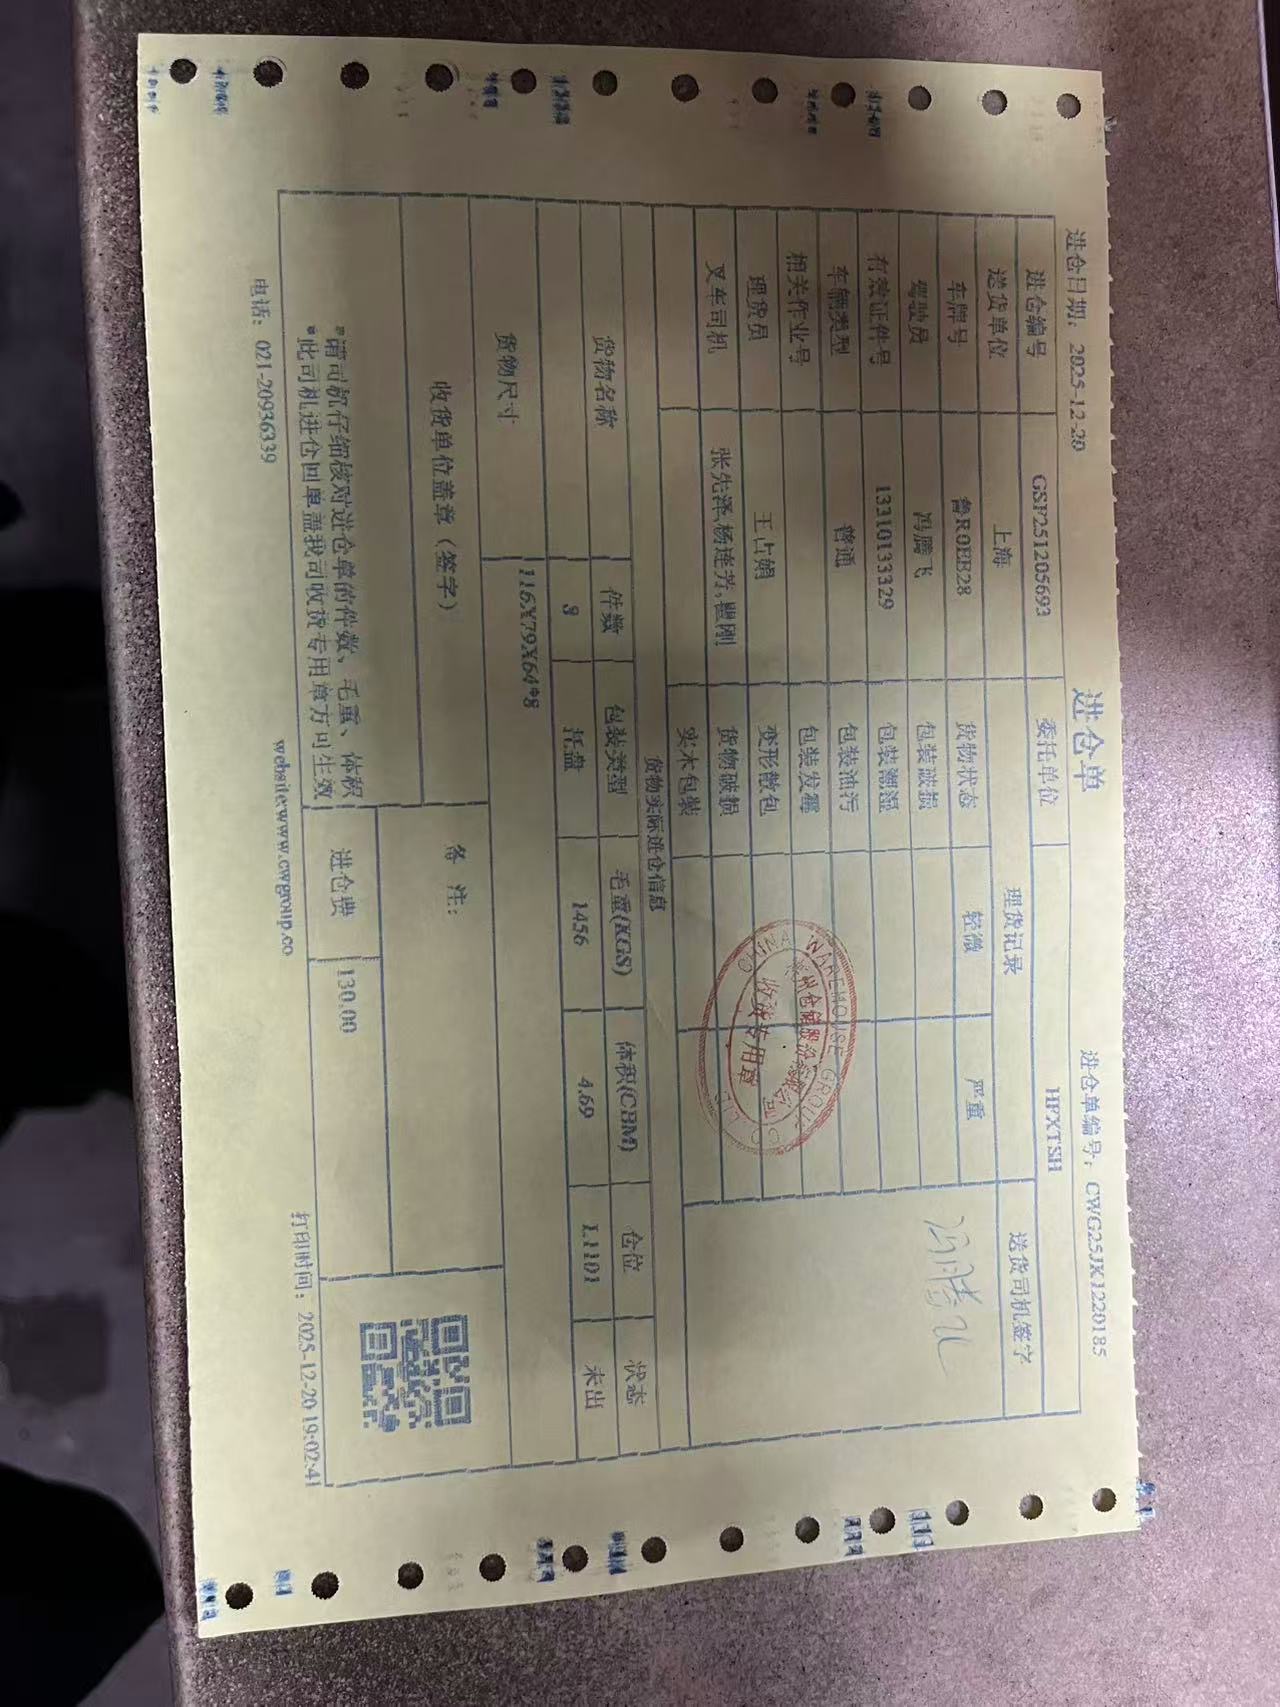 进仓单
进仓日期：2025-12-20 进仓单编号：CWG25JK1220185
进仓编号 GSF251205693 委托单位 HPXTSH
送货单位 上海 理货记录 送货司机签字
车牌号 鲁R0EB28 货物状态 轻微 严重
驾驶员 冯腾飞 包装破损
有效证件号 13310133329 包装潮湿
车辆类型 普通 包装油污
相关作业号 包装发霉
理货员 王占娟 变形散包
叉车司机 张先泽,杨连芳,瞿刚 货物破损
实木包装
冯腾飞
CHINA WAREHOUSE GROUP CO LTD
收货专用章
货物实际进仓信息
货物名称 件数 包装类型 毛重(KGS) 体积(CBM) 仓位 状态
8 托盘 1456 4.69 L1101 未出
货物尺寸 116X79X64*8
收货单位盖章（签字） 备 注：
*请司机仔细核对进仓单的件数、毛重、体积
*此司机进仓回单盖我司收货专用章方可生效
进仓费 130.00
电话：021-20936339 website:www.cwgroup.co 打印时间：2025-12-20 19:02:41